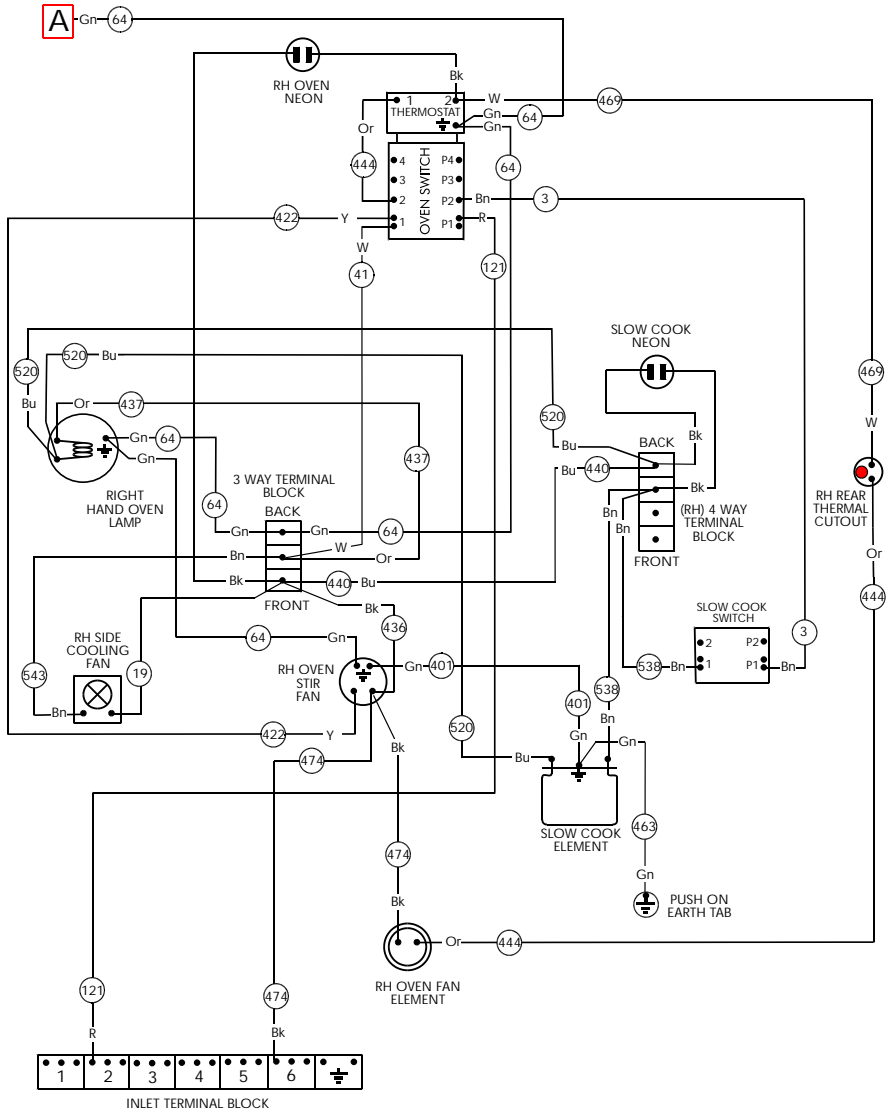 A Gn 64
RH OVEN
NEON
Bk
1 2 W 469
THERMOSTAT
Gn 64
Gn
Or
444
64
OVEN SWITCH
4 P4
3 P3
2 P2 Bn 3
1 P1 R
422 Y
W
41
121
SLOW COOK
NEON
520 Bu
520
Bu
469
W
Or 437
520
Bk
BACK
Gn 64
Gn
437
Bu
Bu 440
Bk
RH REAR
THERMAL
CUTOUT
RIGHT
HAND OVEN
LAMP
3 WAY TERMINAL
BLOCK
BACK
64
Bn
Bn
(RH) 4 WAY
TERMINAL
BLOCK
FRONT
Gn Gn 64
Bn W Or
Bk 440 Bu
FRONT
Or
444
Bk
436
SLOW COOK
SWITCH
2 P2
1 P1
538 Bn Bn
3
RH SIDE
COOLING
FAN
64 Gn
RH OVEN
STIR
FAN
Gn 401
543
19
Bn
538
401
Bn
Gn
Gn
422 Y
520
474
Bk
Bu
SLOW COOK
ELEMENT
463
Gn
PUSH ON
EARTH TAB
474
Bk
Or 444
RH OVEN FAN
ELEMENT
121
R
474
Bk
1 2 3 4 5 6
INLET TERMINAL BLOCK